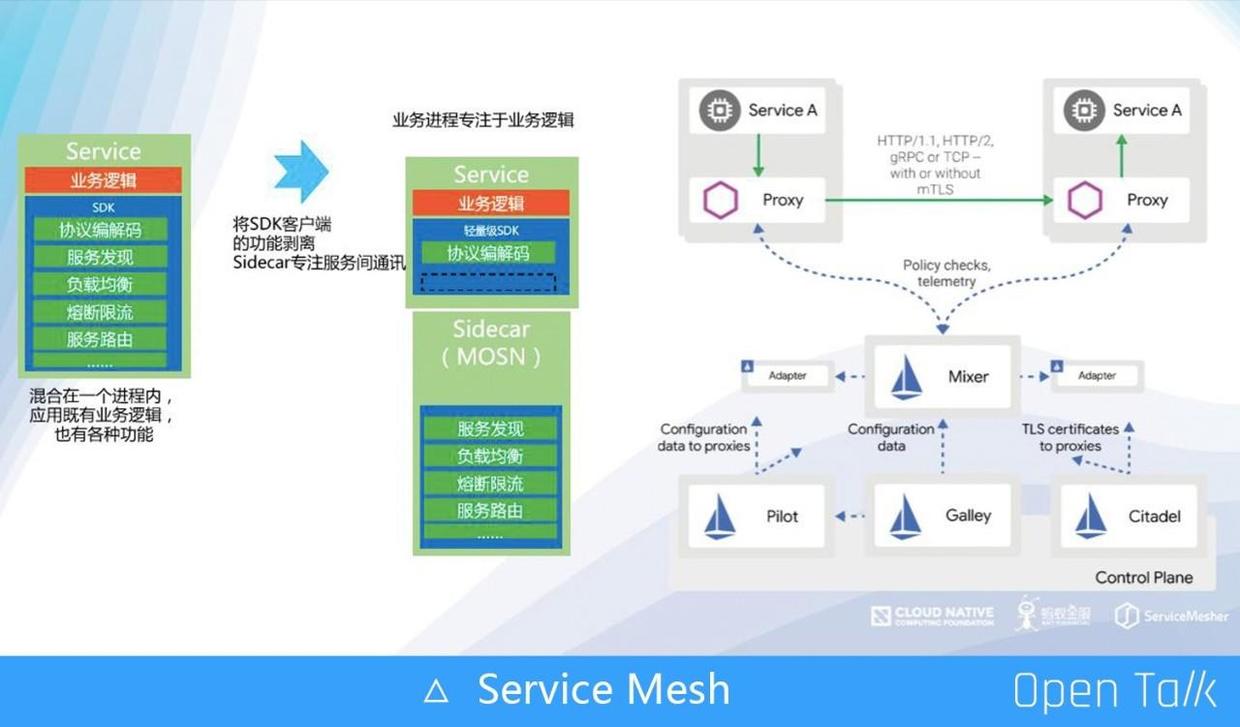 Service
业务逻辑
SDK
协议编解码
服务发现
负载均衡
熔断限流
服务路由
......
混合在一个进程内，
应用既有业务逻辑，
也有各种功能
将SDK客户端
的功能剥离
Sidecar专注服务间通讯
业务进程专注于业务逻辑
Service
业务逻辑
轻量级SDK
协议编解码
Sidecar
（MOSN）
服务发现
负载均衡
熔断限流
服务路由
......
Service A
Service A
HTTP/1.1, HTTP/2,
gRPC or TCP –
with or without
mTLS
Proxy
Proxy
Policy checks,
telemetry
Adapter
Mixer
Adapter
Configuration
data to proxies
Configuration
data
TLS certificates
to proxies
Pilot
Galley
Citadel
Control Plane
CLOUD NATIVE
COMPUTING FOUNDATION
蚂蚁金服
ServiceMesher
△ Service Mesh
Open Talk